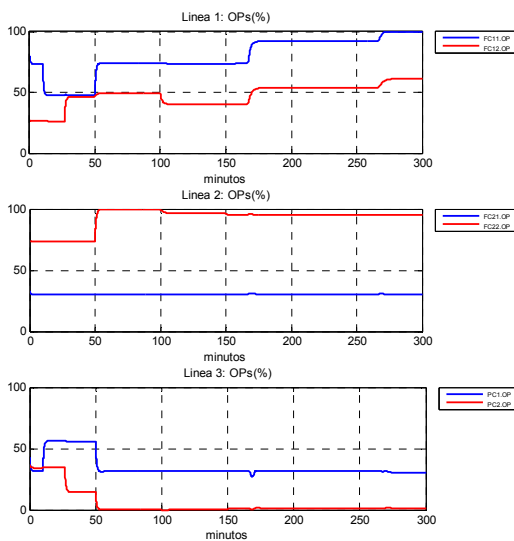 Linea 1: OPs(%)
100
50
0
0 50 100 150 200 250 300
minutos
FC11.OP
FC12.OP
Linea 2: OPs(%)
100
50
0
0 50 100 150 200 250 300
minutos
FC21.OP
FC22.OP
Linea 3: OPs(%)
100
50
0
0 50 100 150 200 250 300
minutos
PC1.OP
PC2.OP